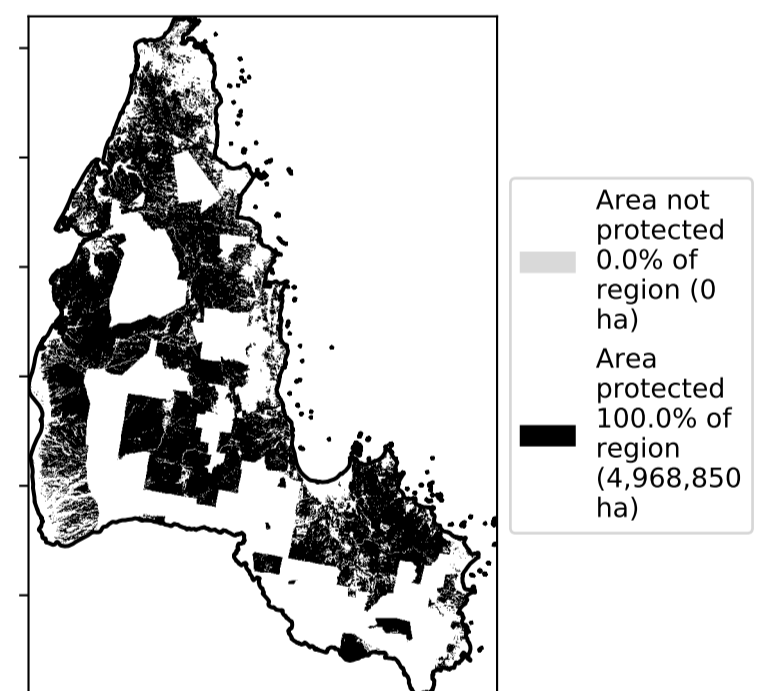 Area not
protected
0.0% of
region (0
ha)
Area
protected
100.0% of
region
(4,968,850
ha)